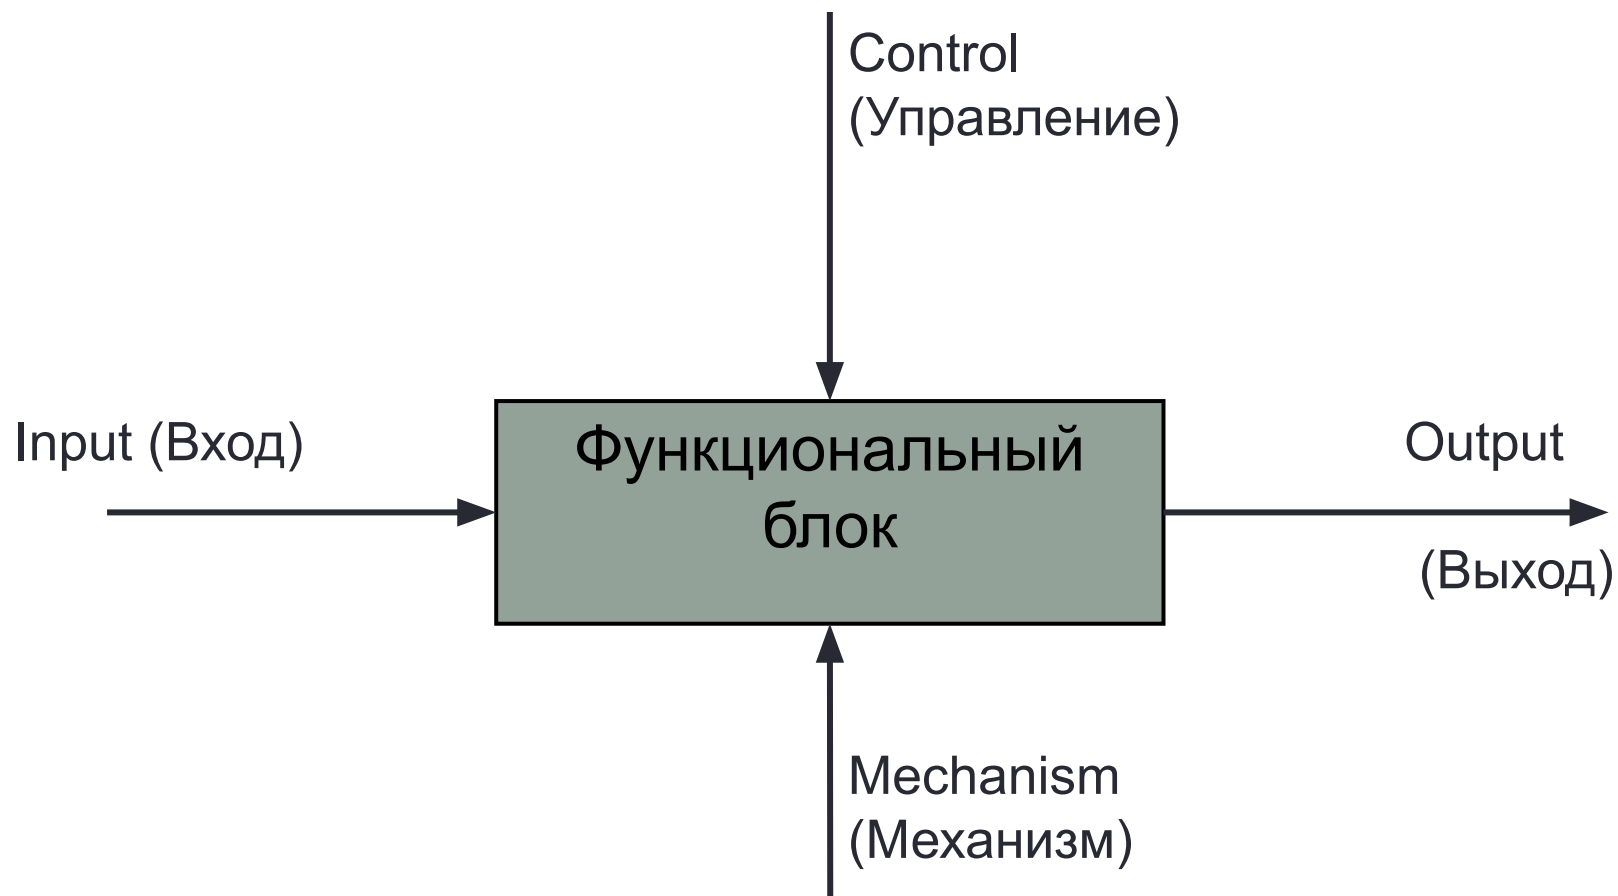 Control
(Управление)
Input (Вход)
Функциональный
блок
Output
(Выход)
Mechanism
(Механизм)